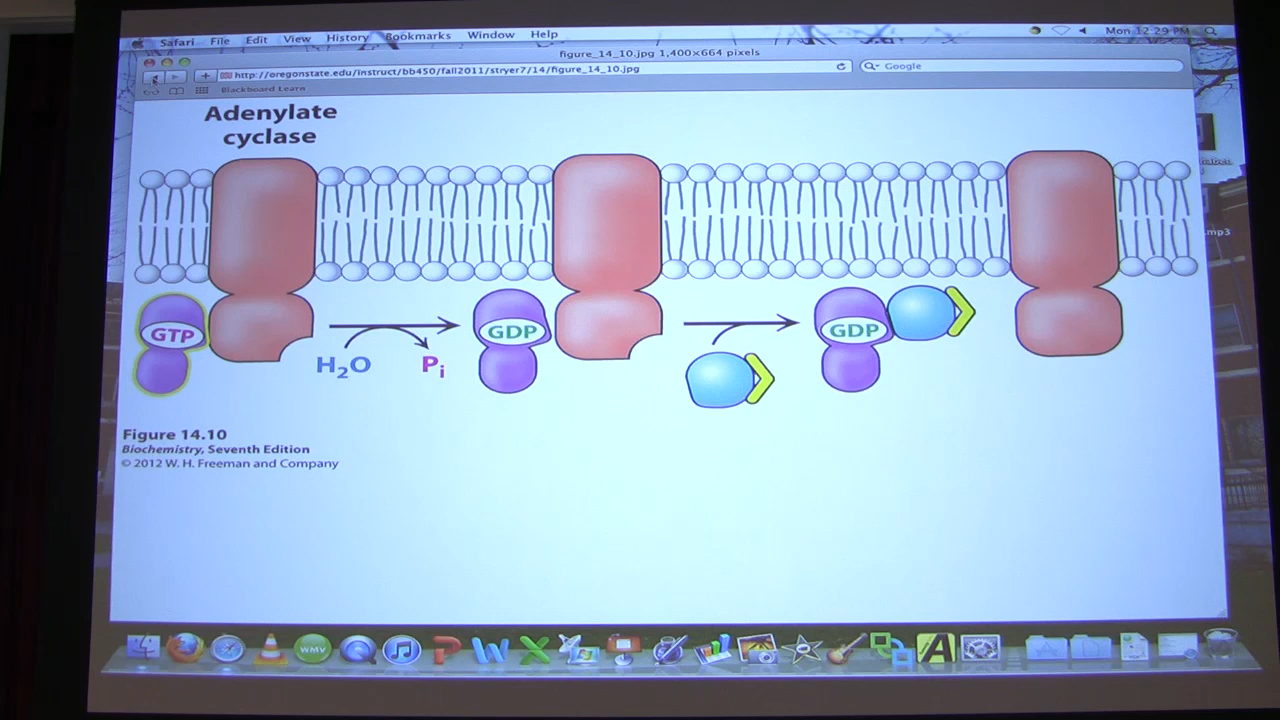 Safari File Edit View History Bookmarks Window Help Mon 12:29 PM
figure_14_10.jpg 1,400×664 pixels
http://oregonstate.edu/instruct/bb450/fall2011/stryer7/14/figure_14_10.jpg Google
Blackboard Learn
Adenylate
cyclase
GTP
GDP
GDP
H2O
Pi
Figure 14.10
Biochemistry, Seventh Edition
© 2012 W. H. Freeman and Company
.mp3
WMV